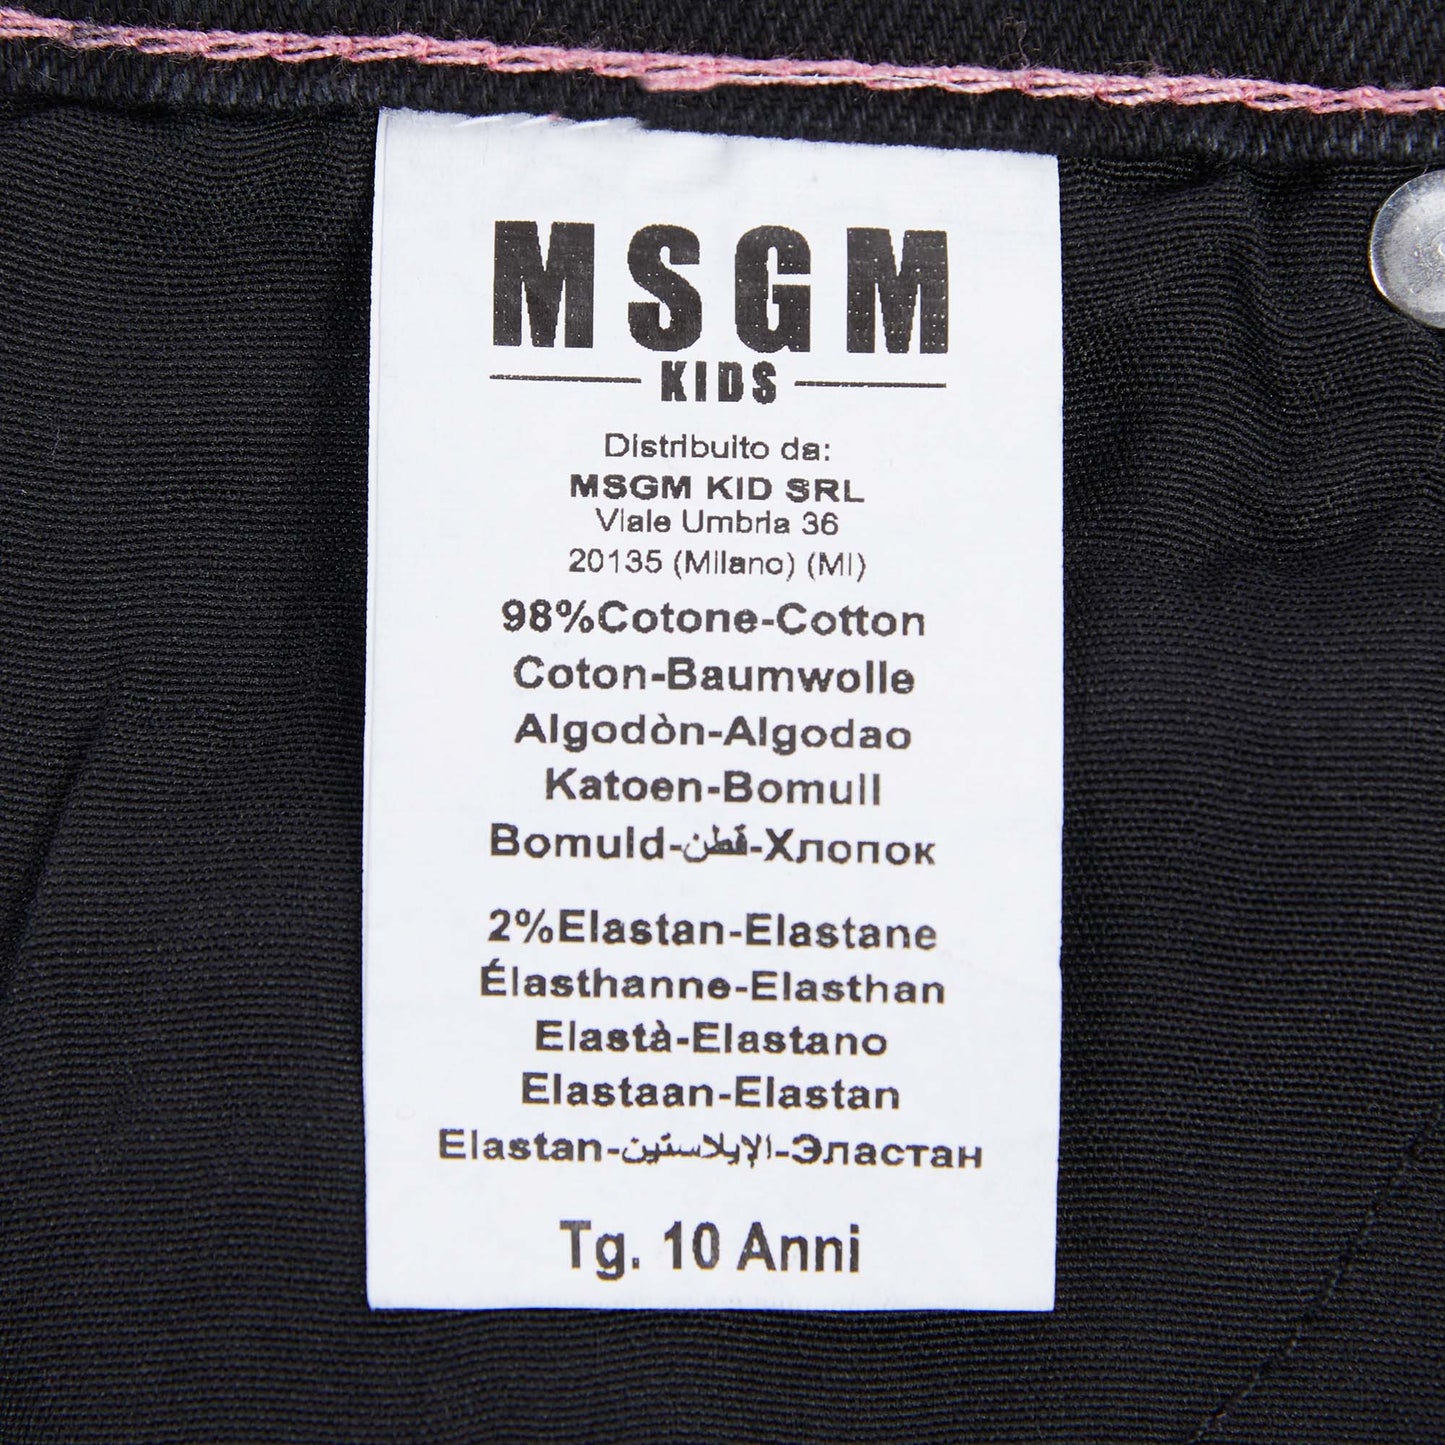 MSGM
KIDS
Distribuito da:
MSGM KID SRL
Viale Umbria 36
20135 (Milano) (MI)
98%Cotone-Cotton
Coton-Baumwolle
Algodòn-Algodao
Katoen-Bomull
Bomuld-قطن-Хлопок
2%Elastan-Elastane
Élasthanne-Elasthan
Elastà-Elastano
Elastaan-Elastan
Elastan-الإيلاستين-Эластан
Tg. 10 Anni